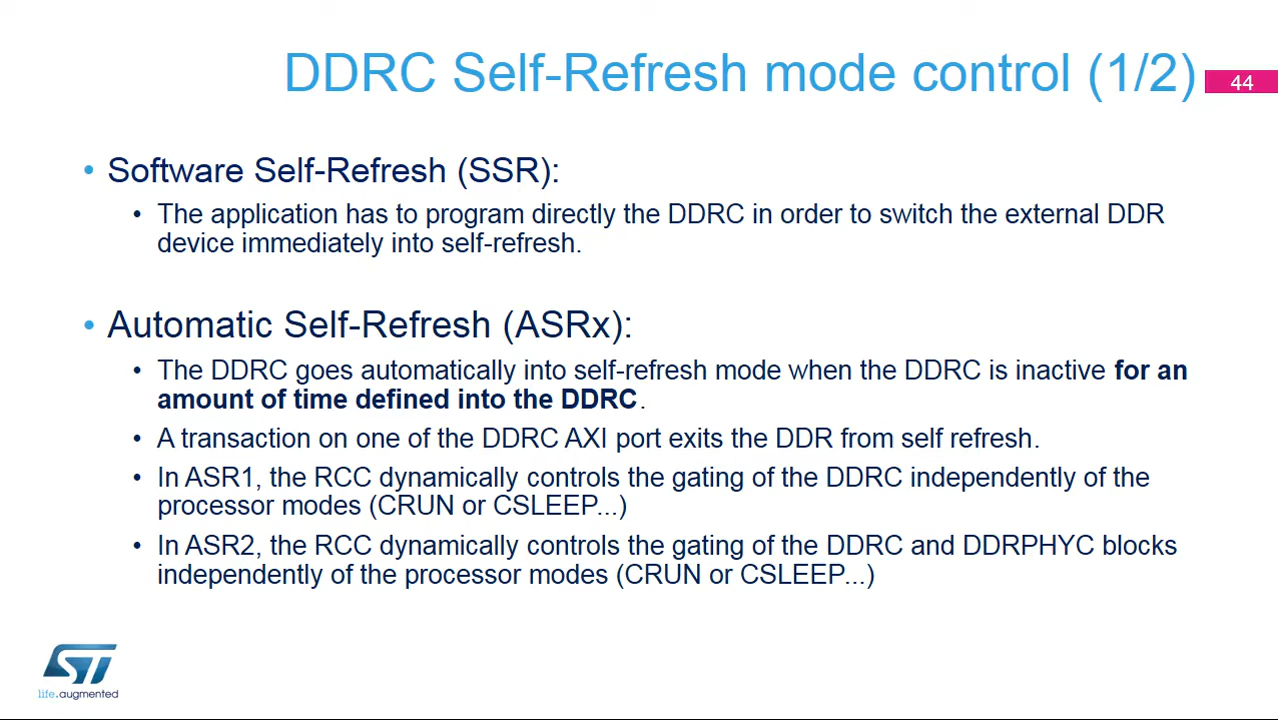 DDRC Self-Refresh mode control (1/2)
44
• Software Self-Refresh (SSR):
• The application has to program directly the DDRC in order to switch the external DDR
device immediately into self-refresh.
• Automatic Self-Refresh (ASRx):
• The DDRC goes automatically into self-refresh mode when the DDRC is inactive for an
amount of time defined into the DDRC.
• A transaction on one of the DDRC AXI port exits the DDR from self refresh.
• In ASR1, the RCC dynamically controls the gating of the DDRC independently of the
processor modes (CRUN or CSLEEP...)
• In ASR2, the RCC dynamically controls the gating of the DDRC and DDRPHYC blocks
independently of the processor modes (CRUN or CSLEEP...)
ST
life.augmented